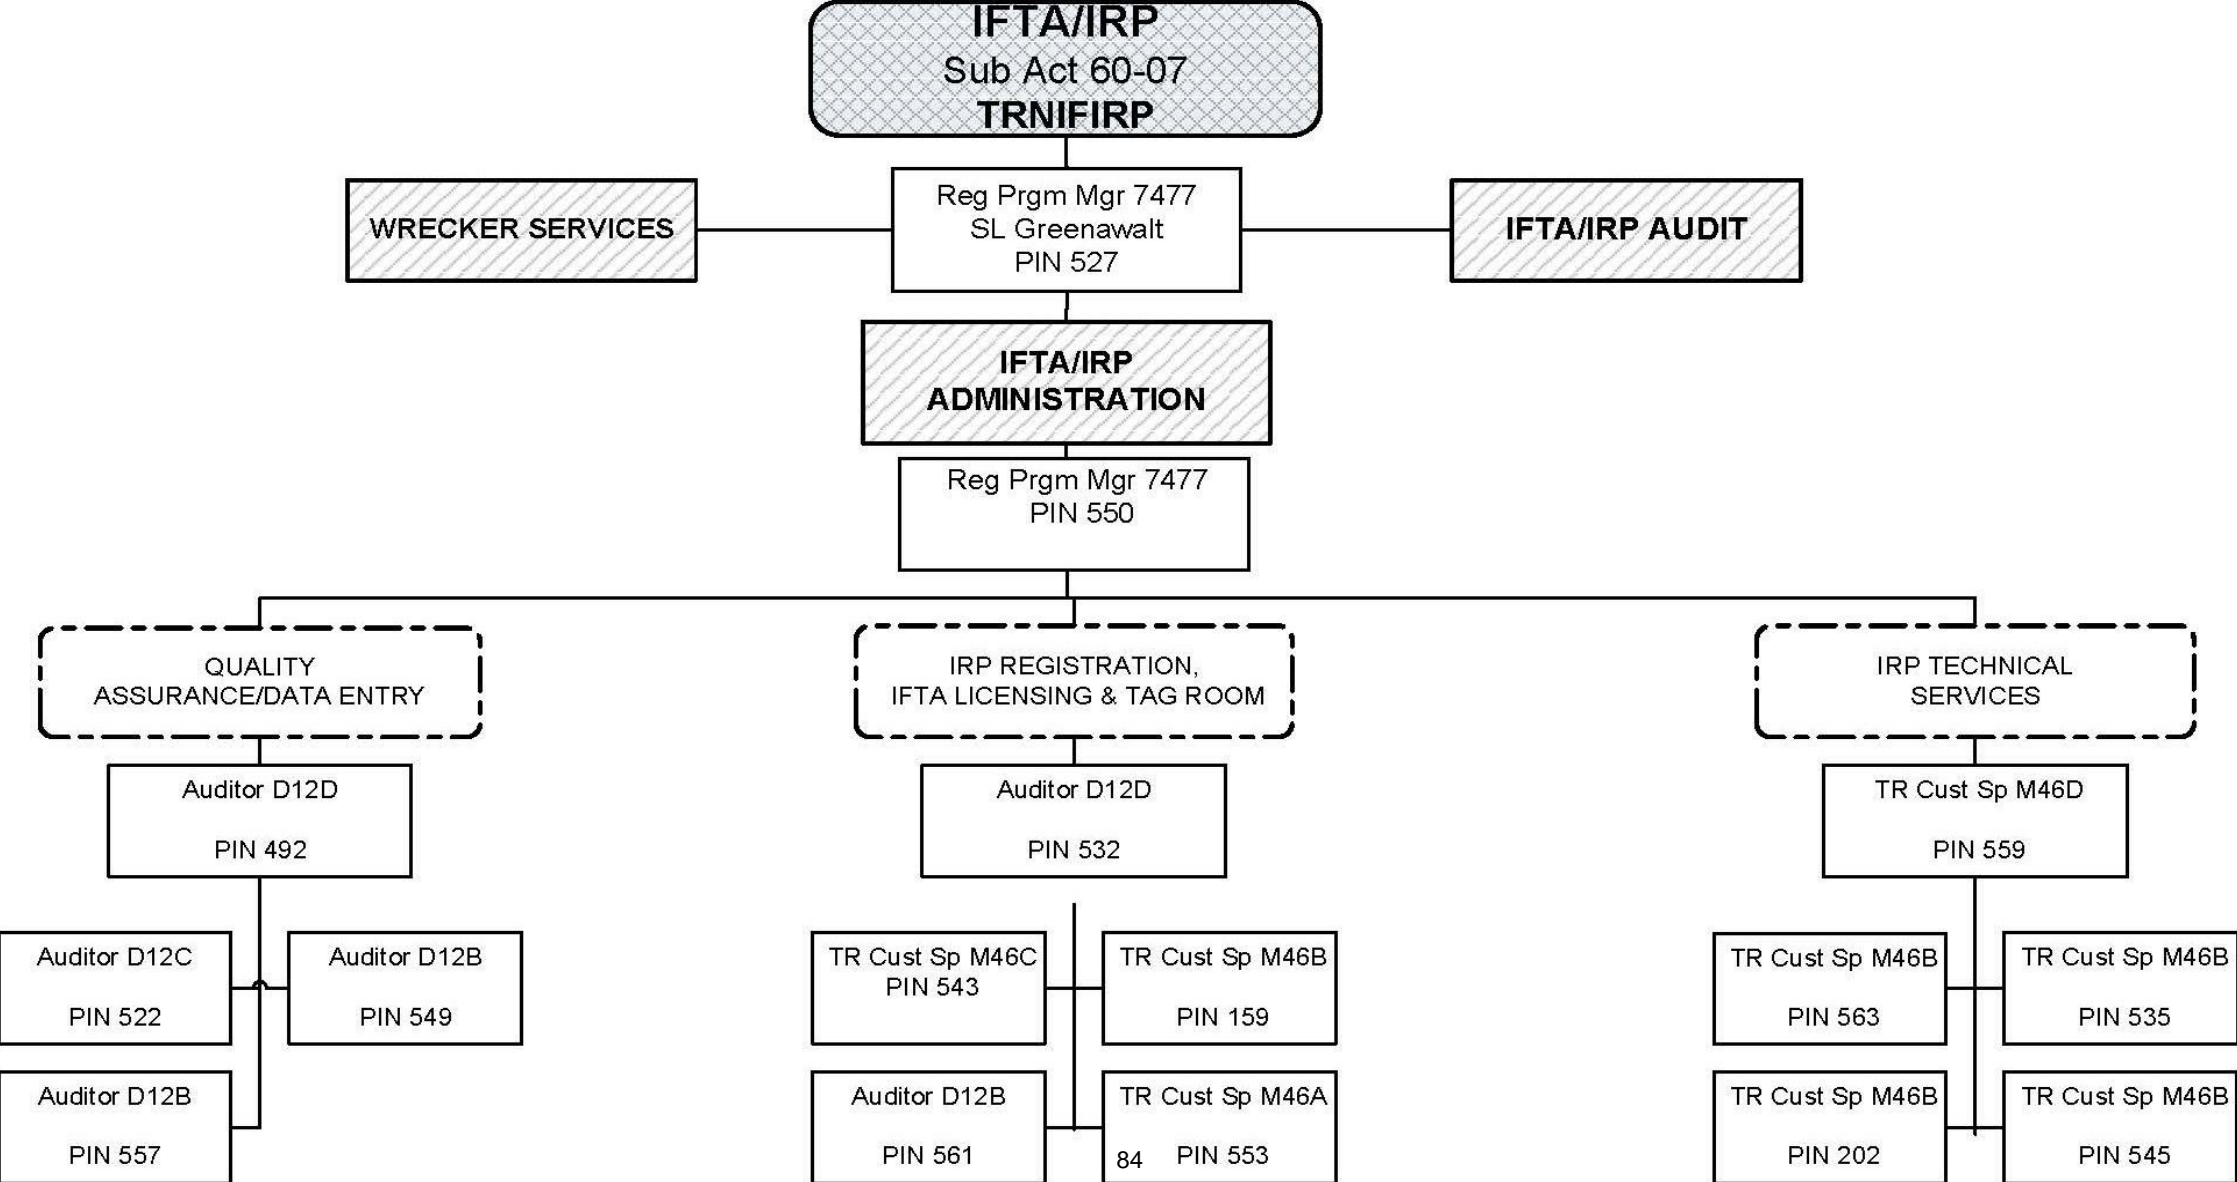 IFTA/IRP
Sub Act 60-07
TRNIFIRP
WRECKER SERVICES
Reg Prgm Mgr 7477
SL Greenawalt
PIN 527
IFTA/IRP AUDIT
IFTA/IRP
ADMINISTRATION
Reg Prgm Mgr 7477
PIN 550
QUALITY
ASSURANCE/DATA ENTRY
IRP REGISTRATION,
IFTA LICENSING & TAG ROOM
IRP TECHNICAL
SERVICES
Auditor D12D
PIN 492
Auditor D12D
PIN 532
TR Cust Sp M46D
PIN 559
Auditor D12C
PIN 522
Auditor D12B
PIN 549
TR Cust Sp M46C
PIN 543
TR Cust Sp M46B
PIN 159
TR Cust Sp M46B
PIN 563
TR Cust Sp M46B
PIN 535
Auditor D12B
PIN 557
Auditor D12B
PIN 561
TR Cust Sp M46A
PIN 553
84
TR Cust Sp M46B
PIN 202
TR Cust Sp M46B
PIN 545